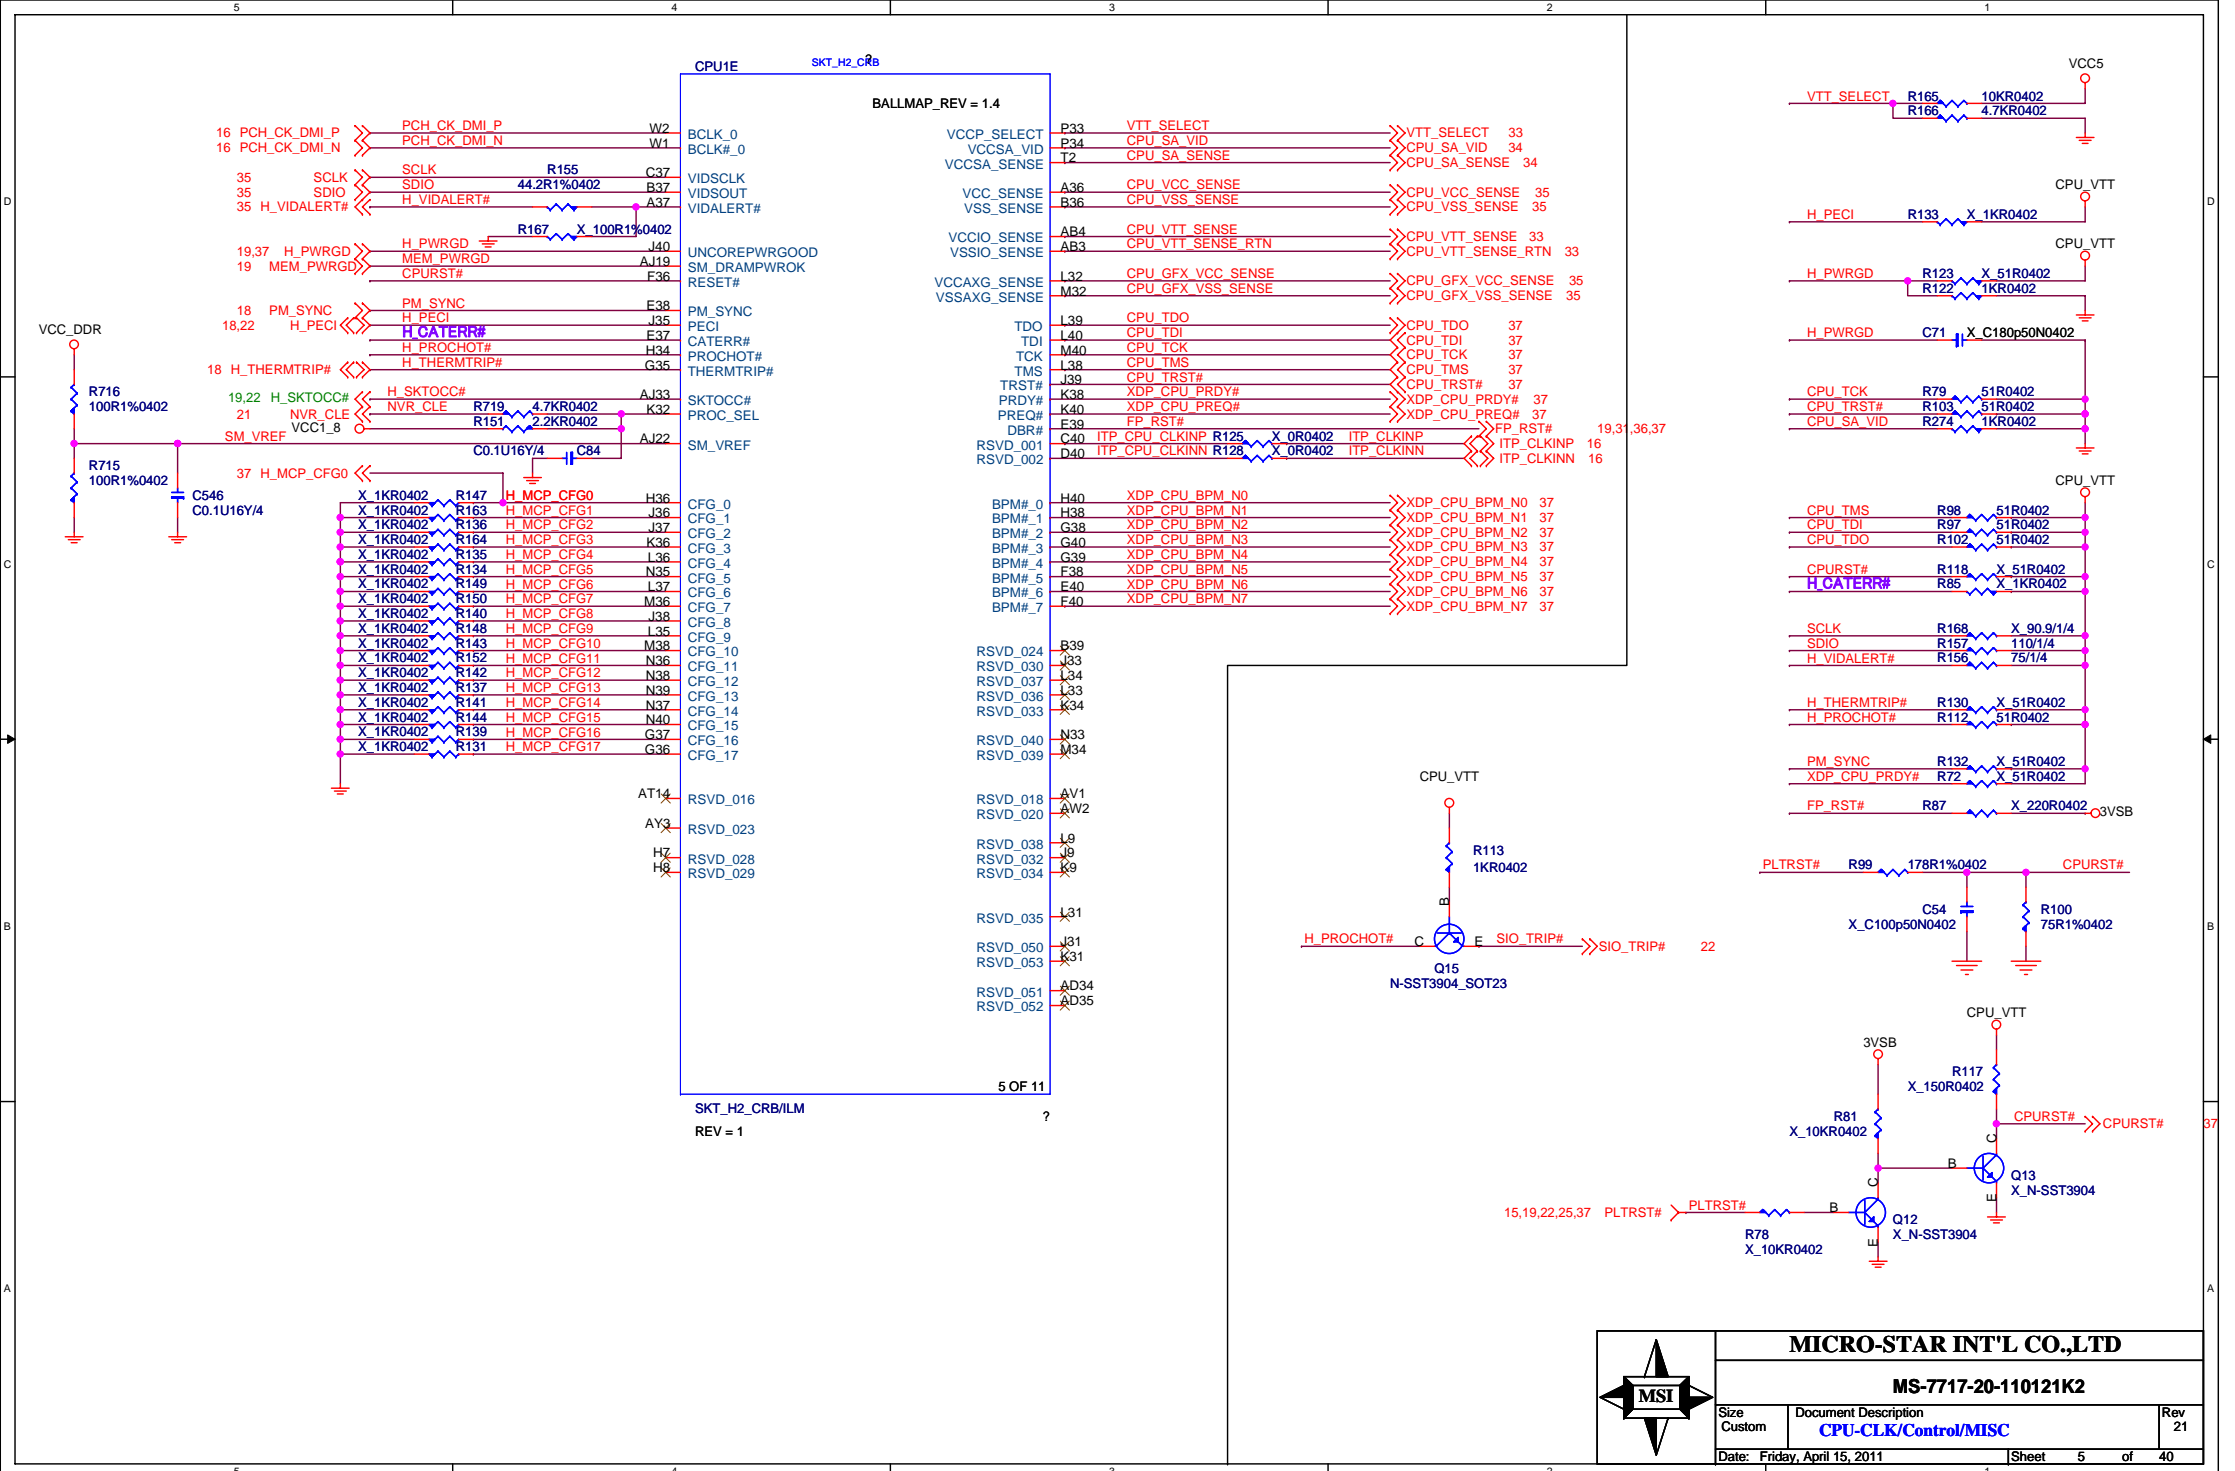 5 4 3 2 1
CPU1E
SKT_H2_CRB
?
BALLMAP_REV = 1.4
16 PCH_CK_DMI_P PCH_CK_DMI_P W2 BCLK_0
16 PCH_CK_DMI_N PCH_CK_DMI_N W1 BCLK#_0
35 SCLK SCLK C37 VIDSCLK
R155
44.2R1%0402
35 SDIO SDIO B37 VIDSOUT
35 H_VIDALERT# H_VIDALERT# A37 VIDALERT#
R167 X_100R1%0402
19,37 H_PWRGD H_PWRGD J40 UNCOREPWRGOOD
19 MEM_PWRGD MEM_PWRGD AJ19 SM_DRAMPWROK
CPURST# F36 RESET#
18 PM_SYNC PM_SYNC E38 PM_SYNC
18,22 H_PECI H_PECI J35 PECI
H_CATERR# E37 CATERR#
H_PROCHOT# H34 PROCHOT#
18 H_THERMTRIP# H_THERMTRIP# G35 THERMTRIP#
19,22 H_SKTOCC# H_SKTOCC# AJ33 SKTOCC#
21 NVR_CLE NVR_CLE R719 4.7KR0402 K32 PROC_SEL
VCC1_8 R151 2.2KR0402
SM_VREF AJ22 SM_VREF
C0.1U16Y/4 C84
VCC_DDR
R716
100R1%0402
R715
100R1%0402
C546
C0.1U16Y/4
37 H_MCP_CFG0
X_1KR0402 R147 H_MCP_CFG0 H36 CFG_0
X_1KR0402 R163 H_MCP_CFG1 J36 CFG_1
X_1KR0402 R136 H_MCP_CFG2 J37 CFG_2
X_1KR0402 R164 H_MCP_CFG3 K36 CFG_3
X_1KR0402 R135 H_MCP_CFG4 L36 CFG_4
X_1KR0402 R134 H_MCP_CFG5 N35 CFG_5
X_1KR0402 R149 H_MCP_CFG6 L37 CFG_6
X_1KR0402 R150 H_MCP_CFG7 M36 CFG_7
X_1KR0402 R140 H_MCP_CFG8 J38 CFG_8
X_1KR0402 R148 H_MCP_CFG9 L35 CFG_9
X_1KR0402 R143 H_MCP_CFG10 M38 CFG_10
X_1KR0402 R152 H_MCP_CFG11 N36 CFG_11
X_1KR0402 R142 H_MCP_CFG12 N38 CFG_12
X_1KR0402 R137 H_MCP_CFG13 N39 CFG_13
X_1KR0402 R141 H_MCP_CFG14 N37 CFG_14
X_1KR0402 R144 H_MCP_CFG15 N40 CFG_15
X_1KR0402 R139 H_MCP_CFG16 G37 CFG_16
X_1KR0402 R131 H_MCP_CFG17 G36 CFG_17
AT14 RSVD_016
AY3 RSVD_023
H7 RSVD_028
H8 RSVD_029
VCCP_SELECT P33 VTT_SELECT VTT_SELECT 33
VCCSA_VID P34 CPU_SA_VID CPU_SA_VID 34
VCCSA_SENSE T2 CPU_SA_SENSE CPU_SA_SENSE 34
VCC_SENSE A36 CPU_VCC_SENSE CPU_VCC_SENSE 35
VSS_SENSE B36 CPU_VSS_SENSE CPU_VSS_SENSE 35
VCCIO_SENSE AB4 CPU_VTT_SENSE CPU_VTT_SENSE 33
VSSIO_SENSE AB3 CPU_VTT_SENSE_RTN CPU_VTT_SENSE_RTN 33
VCCAXG_SENSE L32 CPU_GFX_VCC_SENSE CPU_GFX_VCC_SENSE 35
VSSAXG_SENSE M32 CPU_GFX_VSS_SENSE CPU_GFX_VSS_SENSE 35
TDO L39 CPU_TDO CPU_TDO 37
TDI L40 CPU_TDI CPU_TDI 37
TCK M40 CPU_TCK CPU_TCK 37
TMS L38 CPU_TMS CPU_TMS 37
TRST# J39 CPU_TRST# CPU_TRST# 37
PRDY# K38 XDP_CPU_PRDY# XDP_CPU_PRDY# 37
PREQ# K40 XDP_CPU_PREQ# XDP_CPU_PREQ# 37
DBR# E39 FP_RST# FP_RST# 19,31,36,37
RSVD_001 C40 ITP_CPU_CLKINP R125 X_0R0402 ITP_CLKINP ITP_CLKINP 16
RSVD_002 D40 ITP_CPU_CLKINN R128 X_0R0402 ITP_CLKINN ITP_CLKINN 16
BPM#_0 H40 XDP_CPU_BPM_N0 XDP_CPU_BPM_N0 37
BPM#_1 H38 XDP_CPU_BPM_N1 XDP_CPU_BPM_N1 37
BPM#_2 G38 XDP_CPU_BPM_N2 XDP_CPU_BPM_N2 37
BPM#_3 G40 XDP_CPU_BPM_N3 XDP_CPU_BPM_N3 37
BPM#_4 G39 XDP_CPU_BPM_N4 XDP_CPU_BPM_N4 37
BPM#_5 F38 XDP_CPU_BPM_N5 XDP_CPU_BPM_N5 37
BPM#_6 E40 XDP_CPU_BPM_N6 XDP_CPU_BPM_N6 37
BPM#_7 F40 XDP_CPU_BPM_N7 XDP_CPU_BPM_N7 37
RSVD_024 B39
RSVD_030 J33
RSVD_037 L34
RSVD_036 L33
RSVD_033 K34
RSVD_040 N33
RSVD_039 M34
RSVD_018 AV1
RSVD_020 AW2
RSVD_038 L9
RSVD_032 J9
RSVD_034 K9
RSVD_035 L31
RSVD_050 J31
RSVD_053 K31
RSVD_051 AD34
RSVD_052 AD35
5 OF 11
SKT_H2_CRB/ILM
?
REV = 1
VCC5
VTT_SELECT R165 10KR0402
R166 4.7KR0402
CPU_VTT
H_PECI R133 X_1KR0402
CPU_VTT
H_PWRGD R123 X_51R0402
R122 1KR0402
H_PWRGD C71 X_C180p50N0402
CPU_TCK R79 51R0402
CPU_TRST# R103 51R0402
CPU_SA_VID R274 1KR0402
CPU_VTT
CPU_TMS R98 51R0402
CPU_TDI R97 51R0402
CPU_TDO R102 51R0402
CPURST# R118 X_51R0402
H_CATERR# R85 X_1KR0402
SCLK R168 X_90.9/1/4
SDIO R157 110/1/4
H_VIDALERT# R156 75/1/4
H_THERMTRIP# R130 X_51R0402
H_PROCHOT# R112 51R0402
PM_SYNC R132 X_51R0402
XDP_CPU_PRDY# R72 X_51R0402
FP_RST# R87 X_220R0402 3VSB
PLTRST# R99 178R1%0402 CPURST#
C54
X_C100p50N0402
R100
75R1%0402
CPU_VTT
R113
1KR0402
B
H_PROCHOT# C E SIO_TRIP# SIO_TRIP# 22
Q15
N-SST3904_SOT23
CPU_VTT
3VSB
R117
X_150R0402
R81
X_10KR0402
CPURST# CPURST# 37
C
B
Q13
X_N-SST3904
E
C
15,19,22,25,37 PLTRST# PLTRST# B
R78
X_10KR0402
Q12
X_N-SST3904
E
D D
C C
B B
A A
MSI
MICRO-STAR INT'L CO.,LTD
MS-7717-20-110121K2
Size
Custom
Document Description
CPU-CLK/Control/MISC
Rev
21
Date: Friday, April 15, 2011 Sheet 5 of 40
5 4 3 2 1